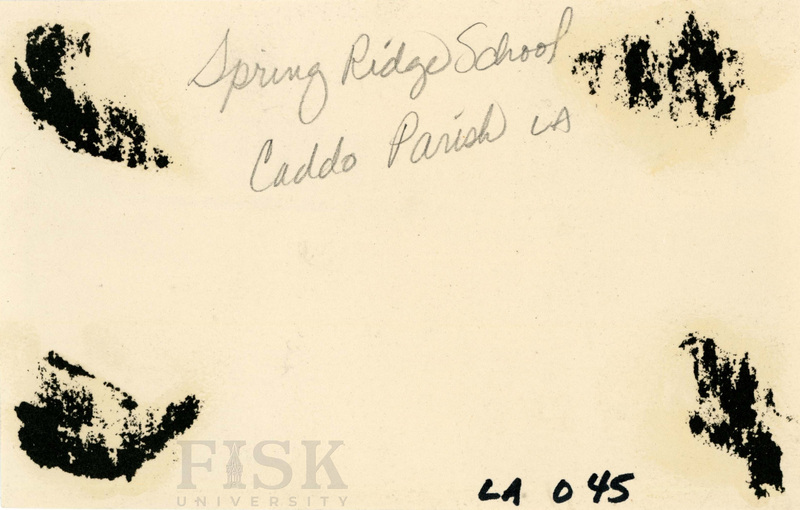 Spring Ridge School
Caddo Parish LA
FISK
UNIVERSITY
LA 045